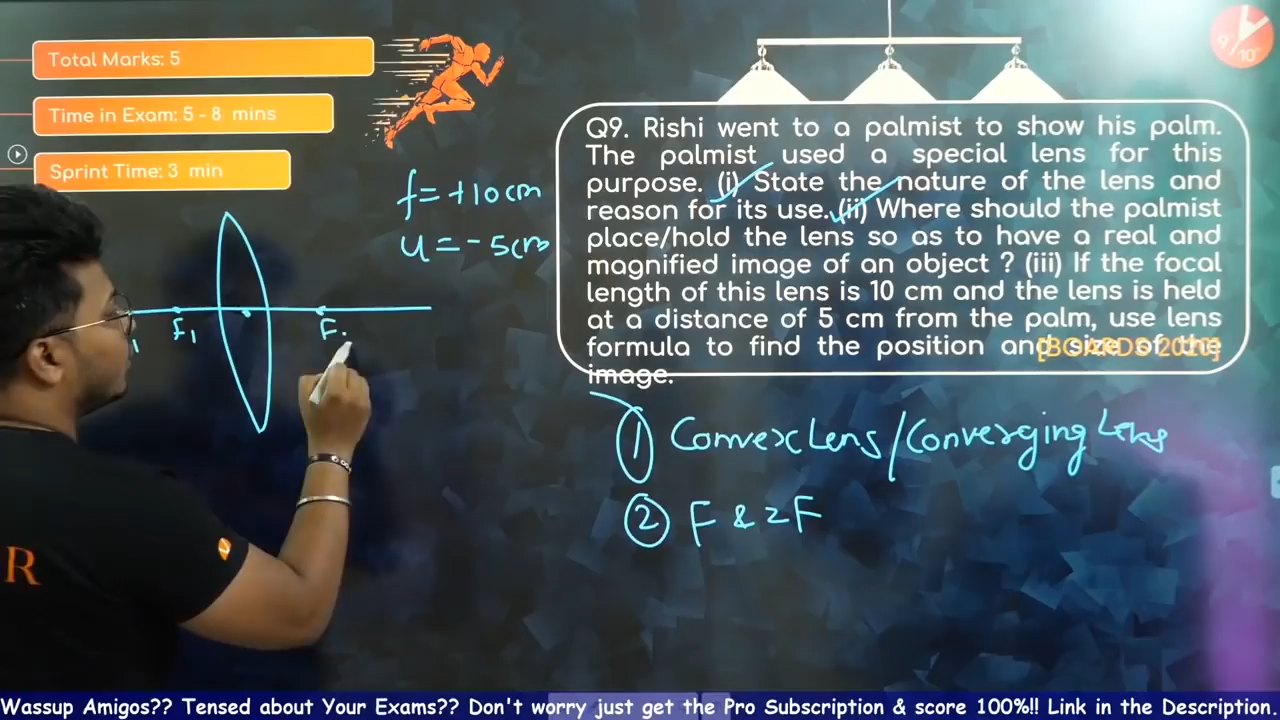 Total Marks: 5
Time in Exam: 5 - 8 mins
Sprint Time: 3 min
9
10th
Q9. Rishi went to a palmist to show his palm.
The palmist used a special lens for this
purpose. (i) State the nature of the lens and
reason for its use. (ii) Where should the palmist
place/hold the lens so as to have a real and
magnified image of an object ? (iii) If the focal
length of this lens is 10 cm and the lens is held
at a distance of 5 cm from the palm, use lens
formula to find the position and size of the
[BOARDS 2020]
image.
f = +10cm
u = -5cm
F1
F
1 Convex Lens / Converging Lens
2 F & 2F
R
Wassup Amigos?? Tensed about Your Exams?? Don't worry just get the Pro Subscription & score 100%!! Link in the Description.